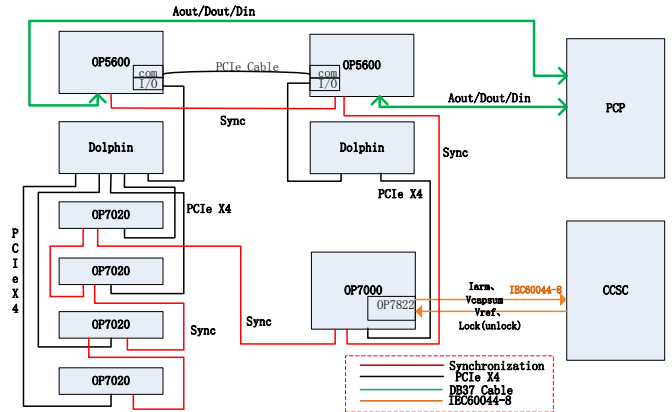 Aout/Dout/Din
OP5600
com
I/O
PCIe Cable
OP5600
com
I/O
Aout/Dout/Din
PCP
Sync
Sync
Dolphin
Dolphin
PCIe X4
PCIe X4
PCIe X4
OP7020
OP7020
OP7020
OP7020
Sync
Sync
OP7000
OP7822
Iarm、
Vcapsum
IEC60044-8
Vref、
Lock(unlock)
CCSC
Synchronization
PCIe X4
DB37 Cable
IEC60044-8